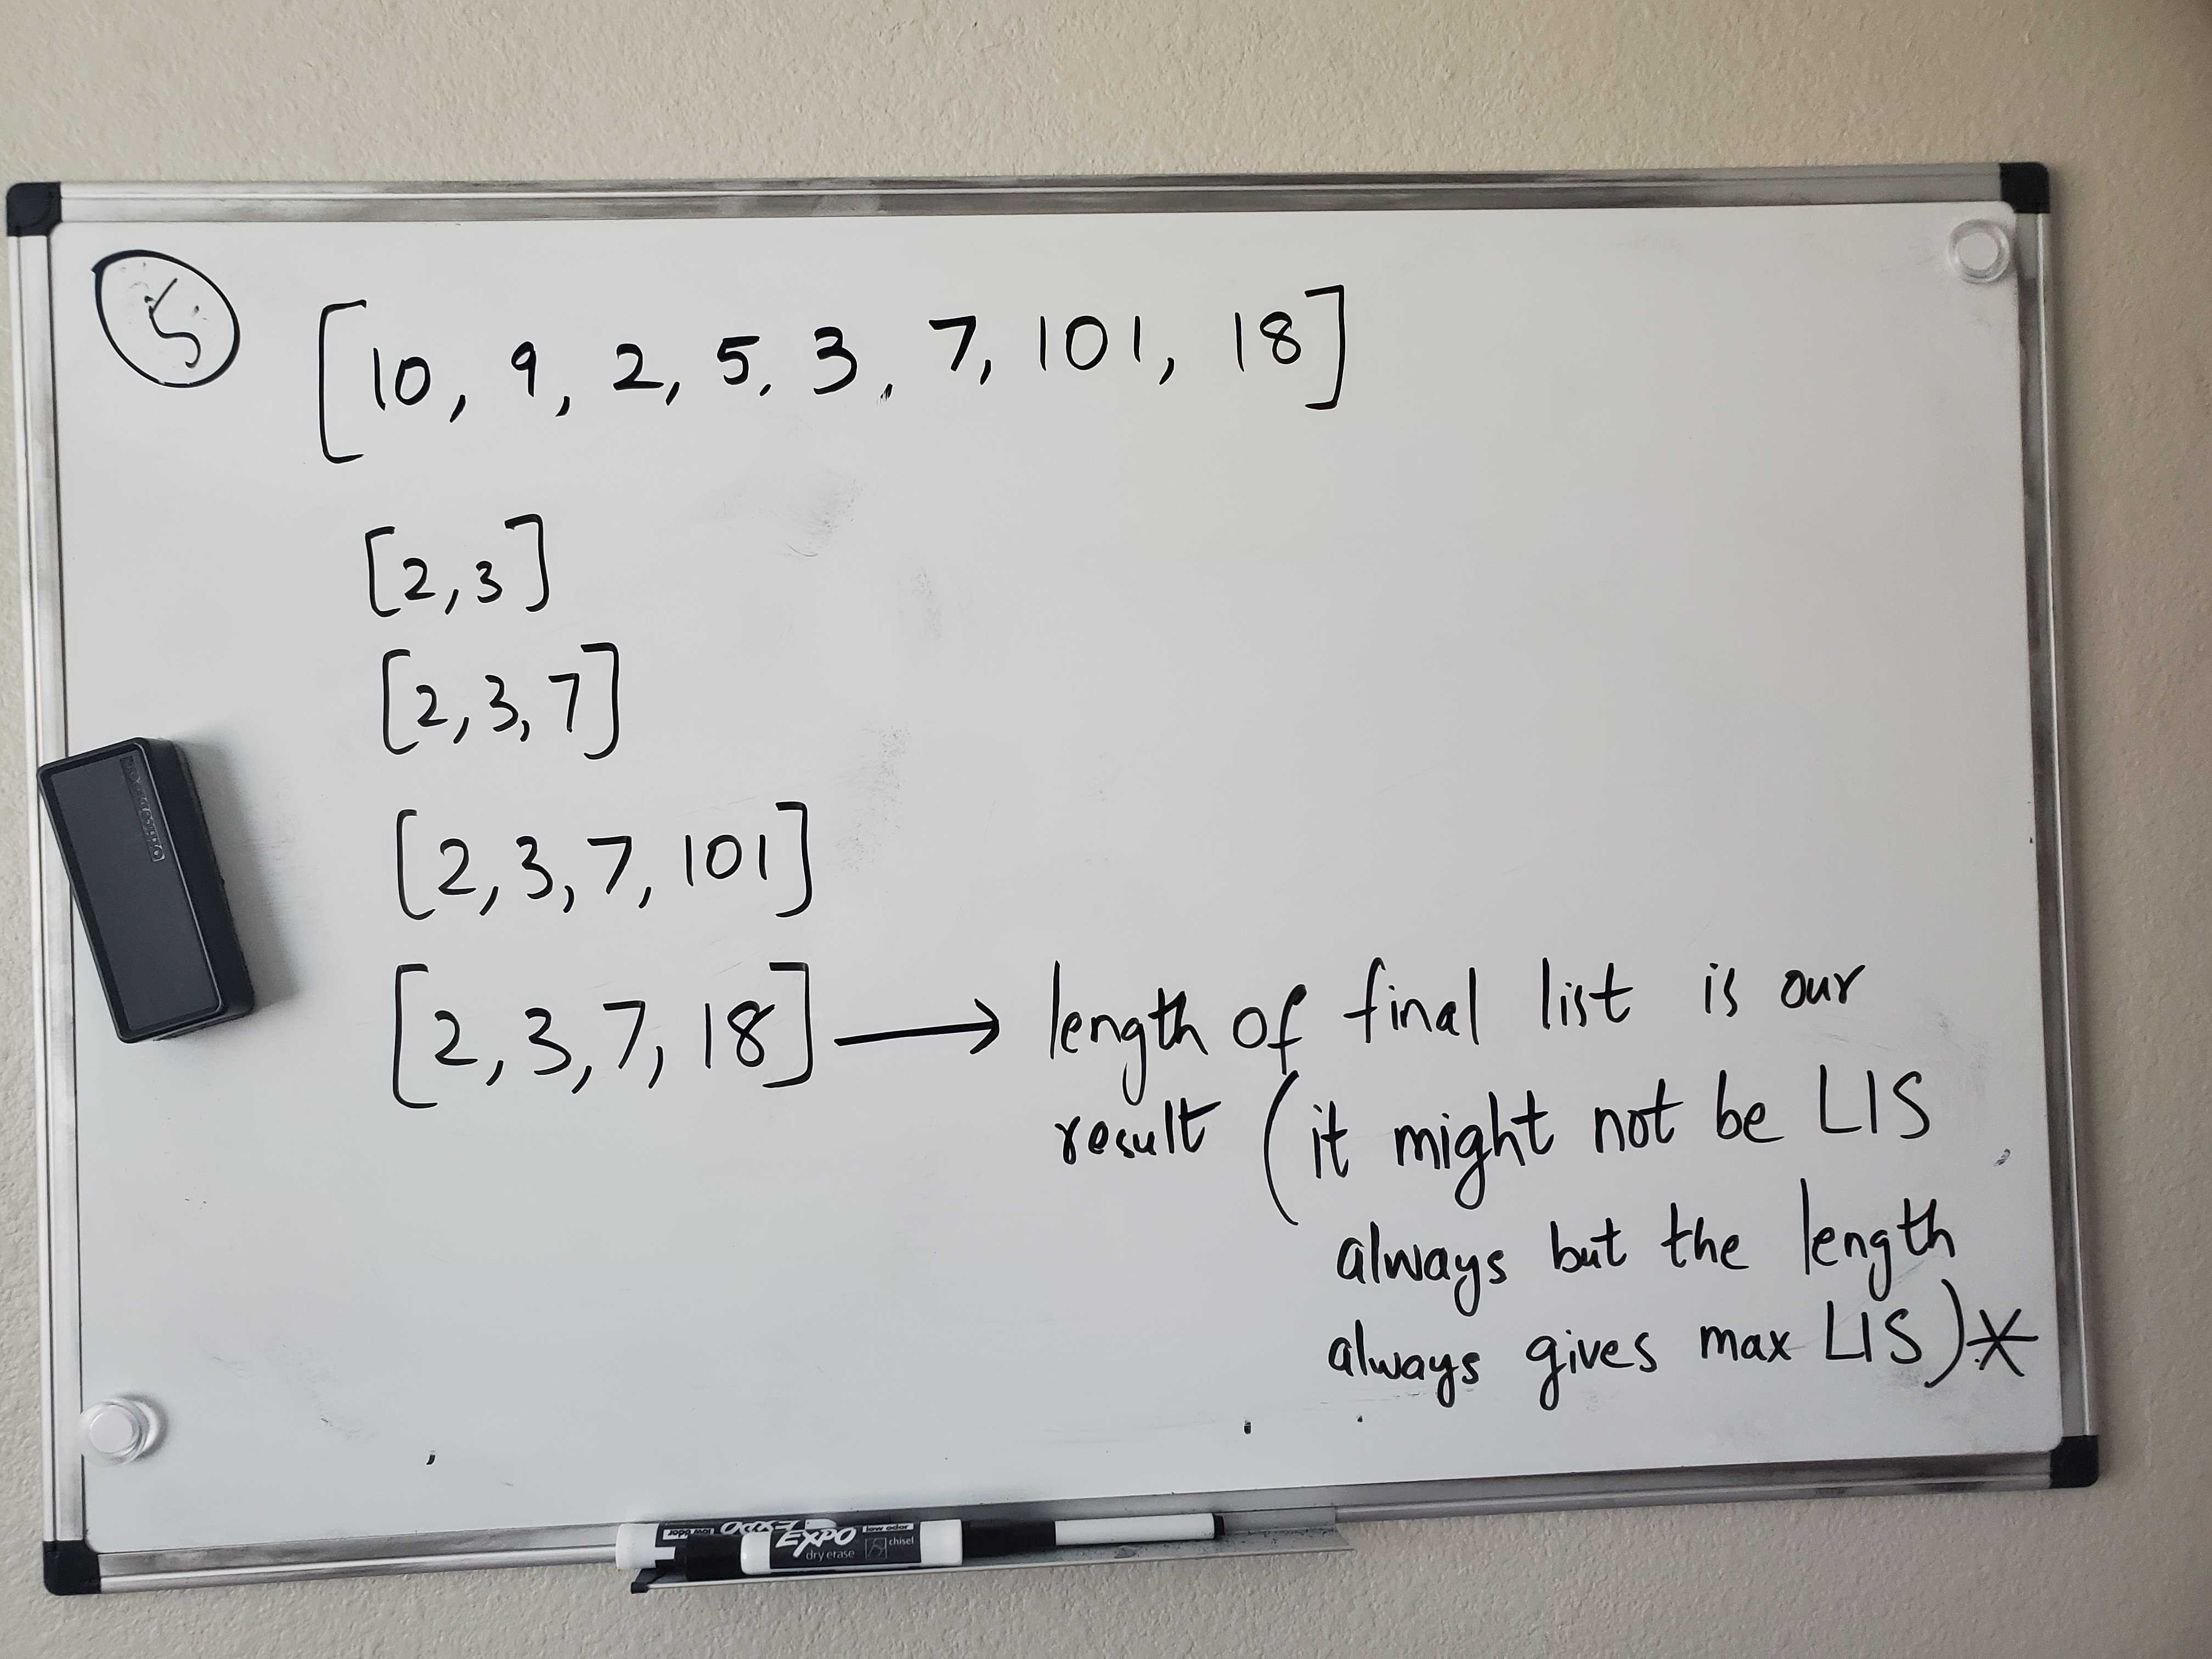 5
[10, 9, 2, 5, 3, 7, 101, 18]
[2, 3]
[2, 3, 7]
[2, 3, 7, 101]
[2, 3, 7, 18] → length of final list is our
result (it might not be LIS
always but the length
always gives max LIS)*
low odor EXPO
EXPO low odor
dry erase chisel